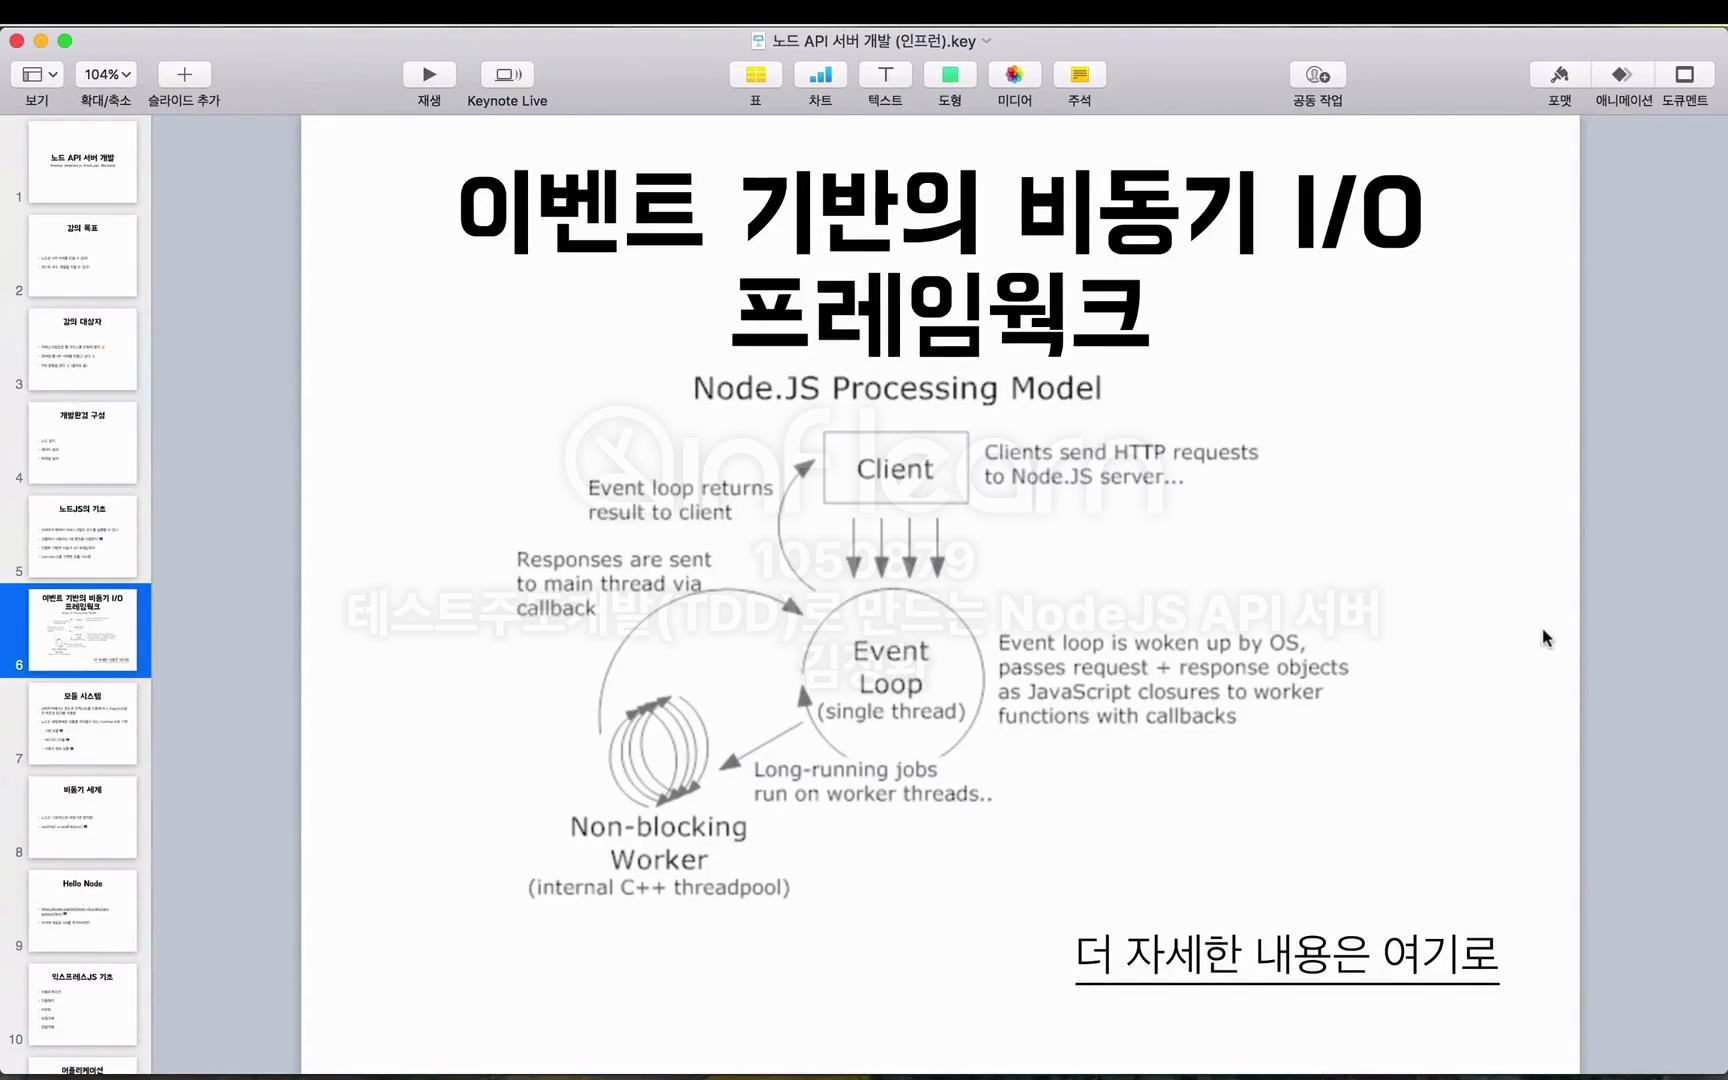 노드 API 서버 개발 (인프런).key
104%
보기
확대/축소
슬라이드 추가
재생
Keynote Live
표
차트
텍스트
도형
미디어
주석
공동 작업
포맷
애니메이션
도큐멘트
노드 API 서버 개발
1
강의 목표
2
강의 대상자
3
개발환경 구성
4
노드JS의 기초
5
이벤트 기반의 비동기 I/O
프레임웍크
6
모듈 시스템
7
비동기 세계
8
Hello Node
9
익스프레스JS 기초
10
어플리케이션
이벤트 기반의 비동기 I/O
프레임웍크
Node.JS Processing Model
Client
Clients send HTTP requests
to Node.JS server...
Event loop returns
result to client
Responses are sent
to main thread via
callback
Event
Loop
(single thread)
Event loop is woken up by OS,
passes request + response objects
as JavaScript closures to worker
functions with callbacks
Long-running jobs
run on worker threads..
Non-blocking
Worker
(internal C++ threadpool)
더 자세한 내용은 여기로
inflearn
1050879
테스트주도개발(TDD)로 만드는 NodeJS API 서버